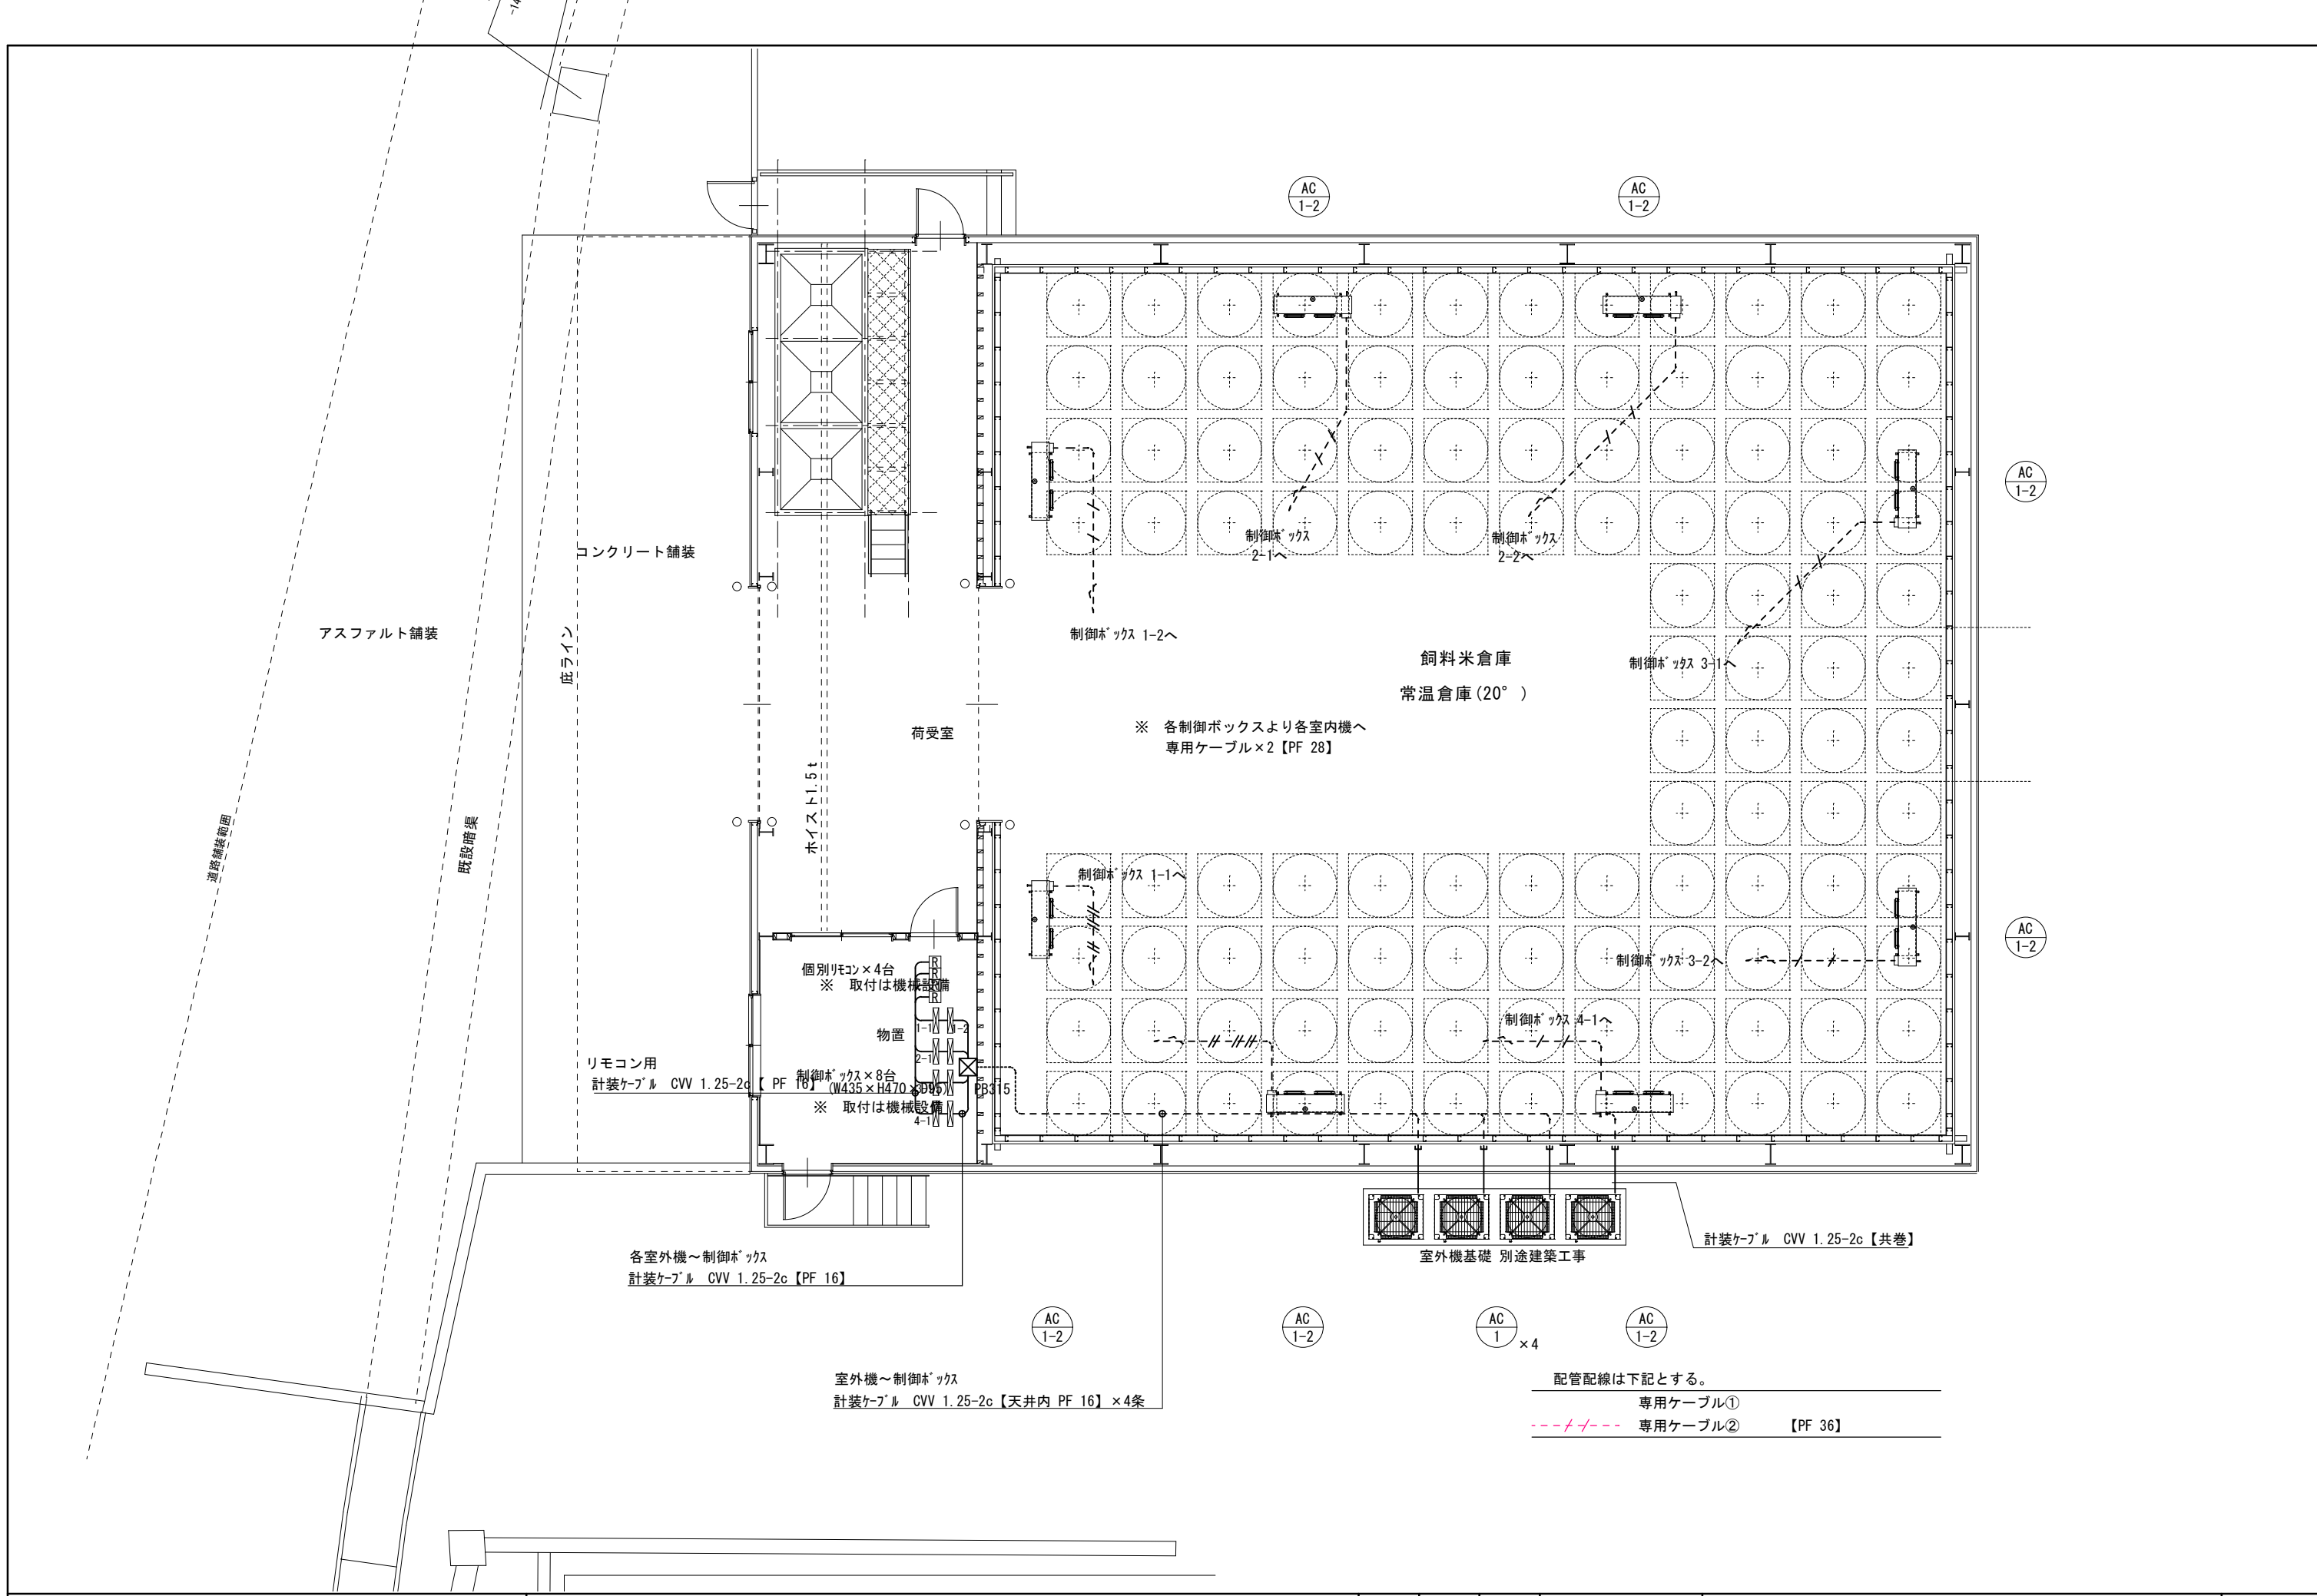 -14
AC
1-2
AC
1-2
AC
1-2
コンクリート舗装
制御ﾎﾞｯｸｽ
2-1へ
制御ﾎﾞｯｸｽ
2-2へ
アスファルト舗装
庇ライン
制御ﾎﾞｯｸｽ 1-2へ
飼料米倉庫
常温倉庫(20°)
制御ﾎﾞｯｸｽ 3-1へ
荷受室
※ 各制御ボックスより各室内機へ
専用ケーブル×2【PF 28】
ホイスト1.5t
道路舗装範囲
既設暗渠
制御ﾎﾞｯｸｽ 1-1へ
AC
1-2
制御ﾎﾞｯｸｽ 3-2へ
個別ﾘﾓｺﾝ×4台
※ 取付は機械設備
R
R
R
R
制御ﾎﾞｯｸｽ 4-1へ
1-1
1-2
物置
2-1
リモコン用
計装ｹｰﾌﾞﾙ CVV 1.25-2c【 PF 16】
制御ﾎﾞｯｸｽ×8台
(W435×H470×D95)
PB315
※ 取付は機械設備
4-1
計装ｹｰﾌﾞﾙ CVV 1.25-2c【共巻】
室外機基礎 別途建築工事
各室外機～制御ﾎﾞｯｸｽ
計装ｹｰﾌﾞﾙ CVV 1.25-2c【PF 16】
AC
1-2
AC
1-2
AC
1
×4
AC
1-2
室外機～制御ﾎﾞｯｸｽ
計装ｹｰﾌﾞﾙ CVV 1.25-2c【天井内 PF 16】×4条
配管配線は下記とする。
専用ケーブル①
専用ケーブル② 【PF 36】